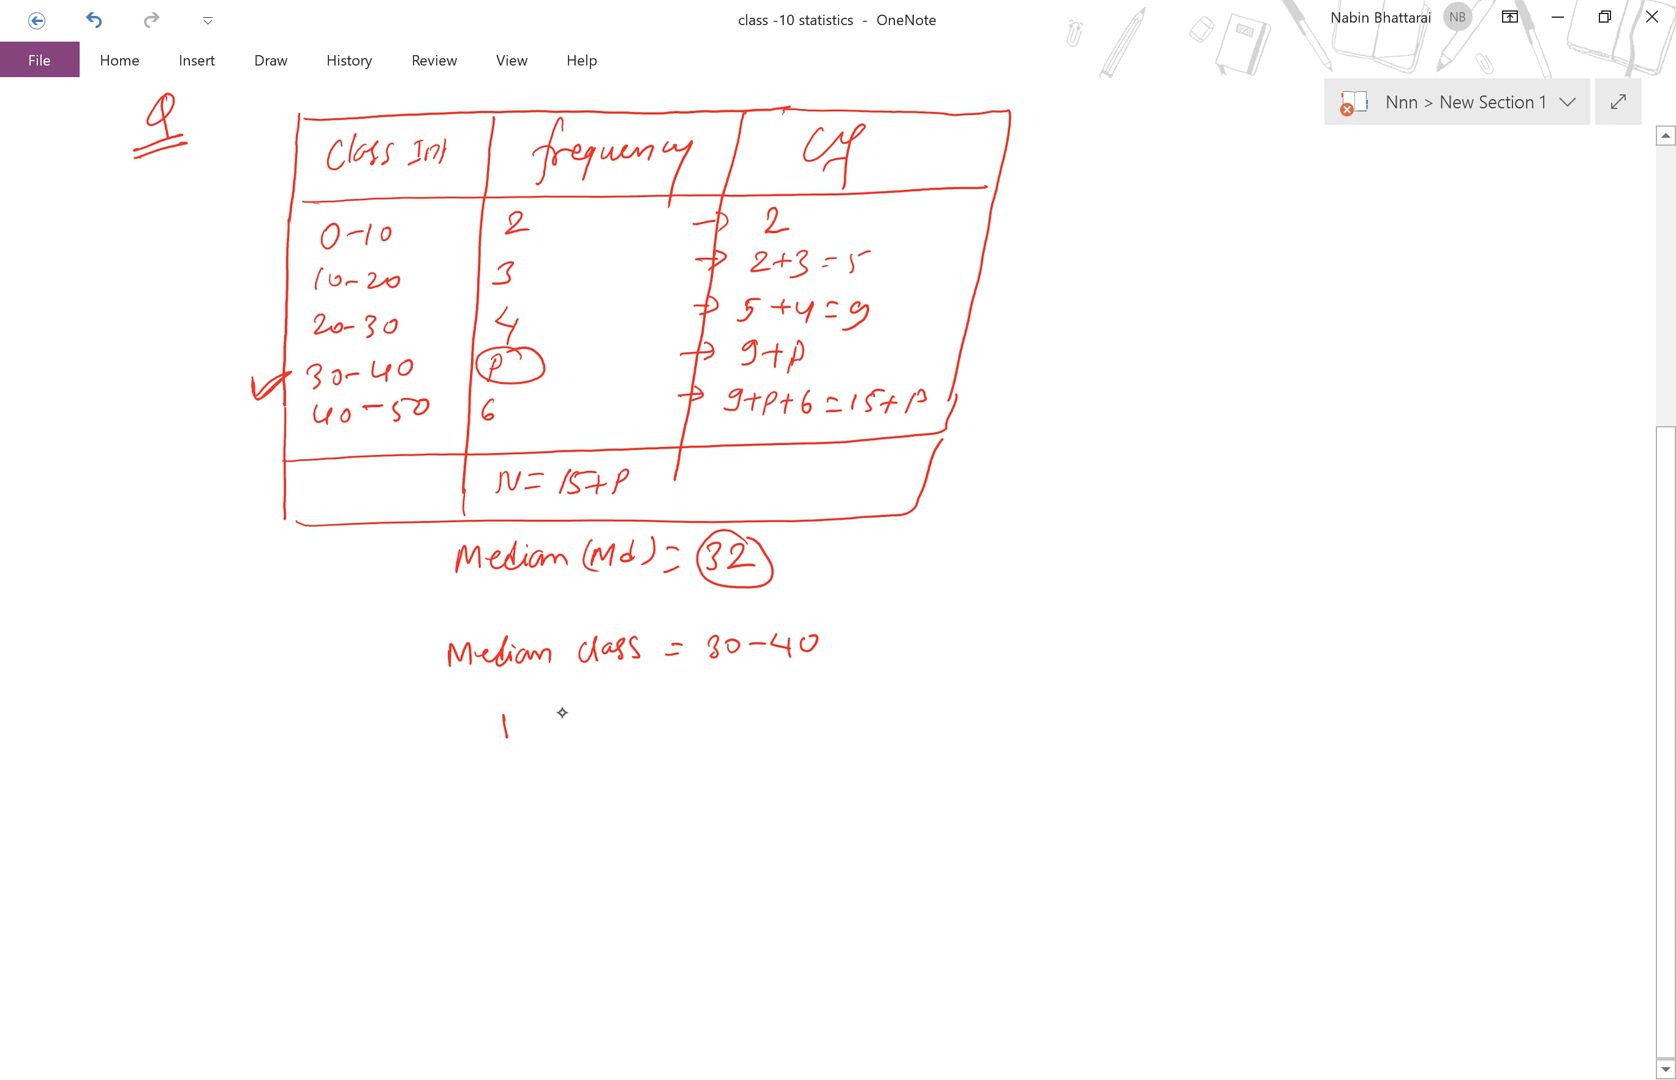 class -10 statistics - OneNote
Nabin Bhattarai NB
File Home Insert Draw History Review View Help
Nnn > New Section 1
Q
Class Int frequency Cf
0-10 2 → 2
10-20 3 → 2+3=5
20-30 4 → 5+4=9
30-40 P → 9+P
40-50 6 → 9+P+6=15+P
N=15+P
Median (Md) = 32
Median class = 30-40